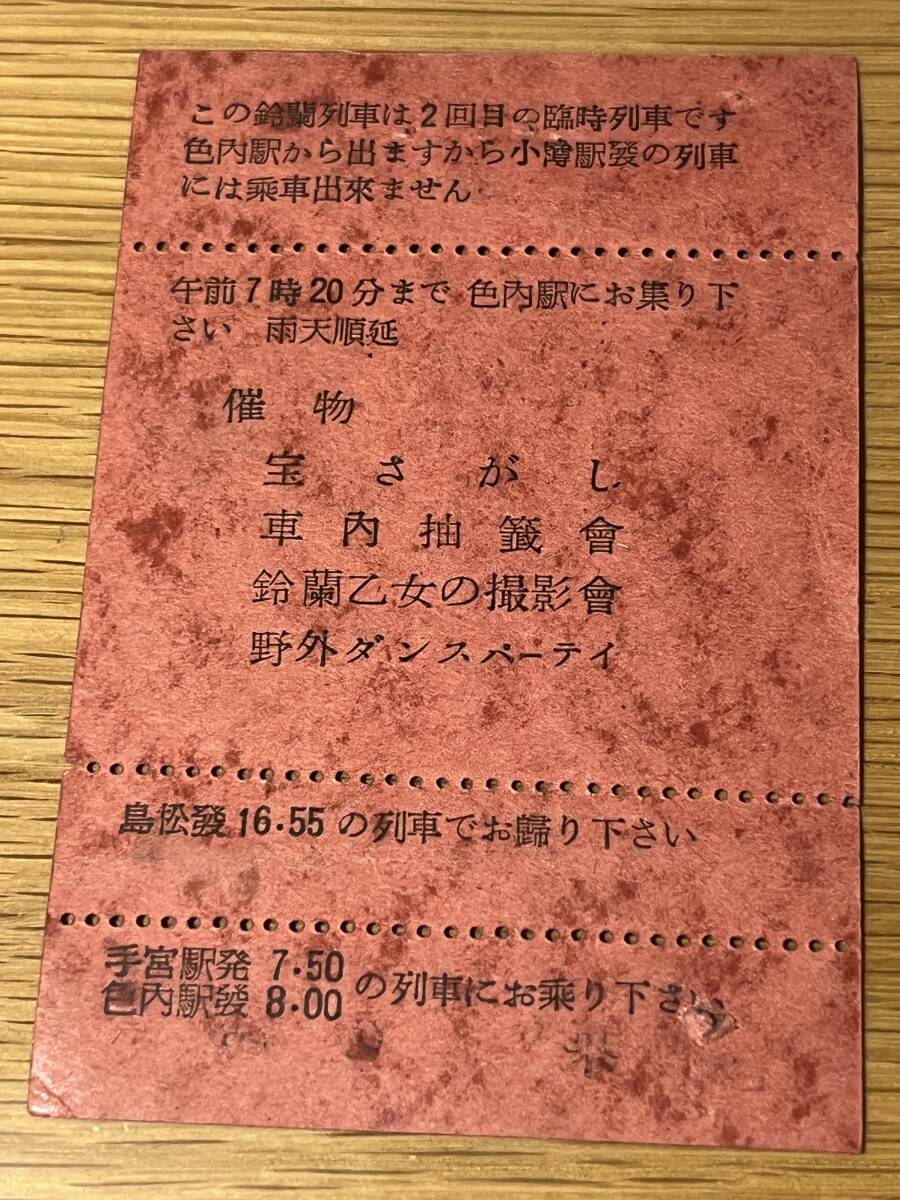 この鈴蘭列車は2回目の臨時列車です
色内駅から出ますから小樽駅發の列車
には乘車出來ません
午前7時20分まで 色内駅にお集り下
さい 雨天順延
催物
宝さがし
車内抽籤會
鈴蘭乙女の撮影會
野外ダンスパーテイ
島松發 16.55 の列車でお歸り下さい
手宮駅発 7.50
色内駅發 8.00 の列車にお乘り下さい